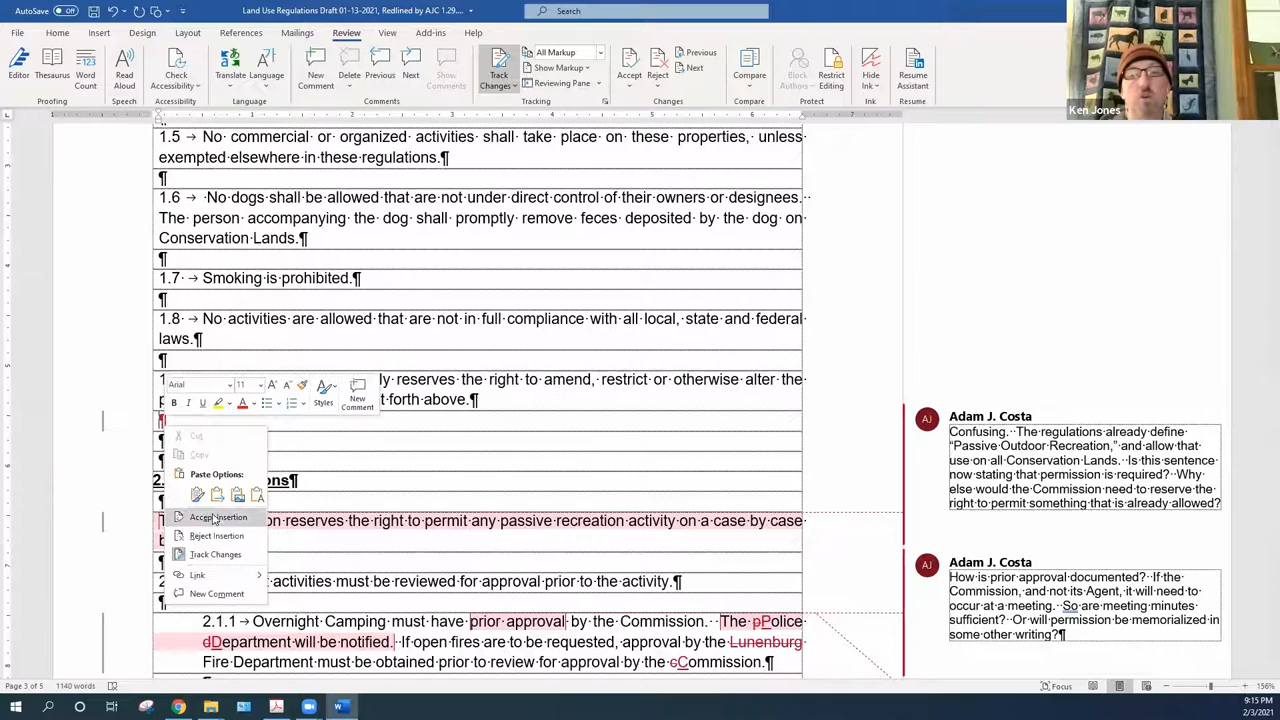 AutoSave Off Land Use Regulations Draft 01-13-2021, Redlined by AJC 1.29.... Search
File Home Insert Design Layout References Mailings Review View Add-ins Help
Editor Thesaurus Word Count Read Aloud Check Accessibility Translate Language New Comment Delete Previous Next Show Comments Track Changes All Markup Show Markup Reviewing Pane Accept Reject Previous Next Compare Block Authors Restrict Editing Hide Ink Resume Assistant
Proofing Speech Accessibility Language Comments Tracking Changes Compare Protect Ink Resume
Ken Jones
1.5 → No commercial or organized activities shall take place on these properties, unless
exempted elsewhere in these regulations.¶
¶
1.6 → No dogs shall be allowed that are not under direct control of their owners or designees.
The person accompanying the dog shall promptly remove feces deposited by the dog on
Conservation Lands.¶
¶
1.7 → Smoking is prohibited.¶
¶
1.8 → No activities are allowed that are not in full compliance with all local, state and federal
laws.¶
¶
ly reserves the right to amend, restrict or otherwise alter the
forth above.¶
Arial 11
B I U A Styles New Comment
Cut
Copy
Paste Options:
Accept Insertion
Reject Insertion
Track Changes
Link
New Comment
2. ns¶
¶
on reserves the right to permit any passive recreation activity on a case by case
activities must be reviewed for approval prior to the activity.¶
¶
2.1.1 → Overnight Camping must have prior approval by the Commission. The pPolice
dDepartment will be notified. If open fires are to be requested, approval by the Lunenburg
Fire Department must be obtained prior to review for approval by the cCommission.¶
AJ Adam J. Costa
Confusing. The regulations already define
"Passive Outdoor Recreation," and allow that
use on all Conservation Lands. Is this sentence
now stating that permission is required? Why
else would the Commission need to reserve the
right to permit something that is already allowed?
AJ Adam J. Costa
How is prior approval documented? If the
Commission, and not its Agent, it will need to
occur at a meeting. So are meeting minutes
sufficient? Or will permission be memorialized in
some other writing?¶
Page 3 of 5 1140 words Focus 156%
9:15 PM
2/3/2021